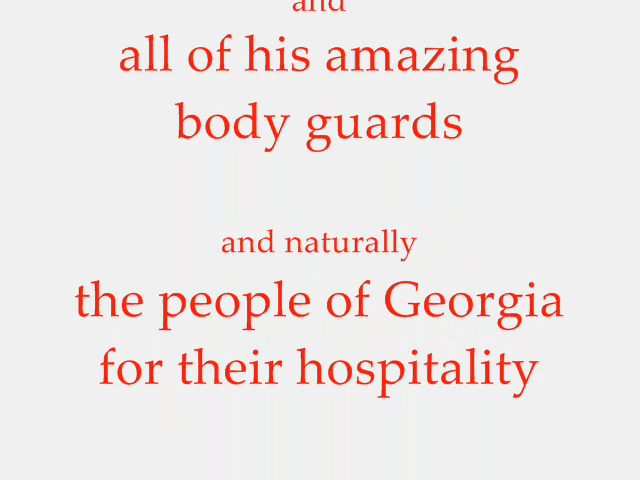 and
all of his amazing
body guards
and naturally
the people of Georgia
for their hospitality